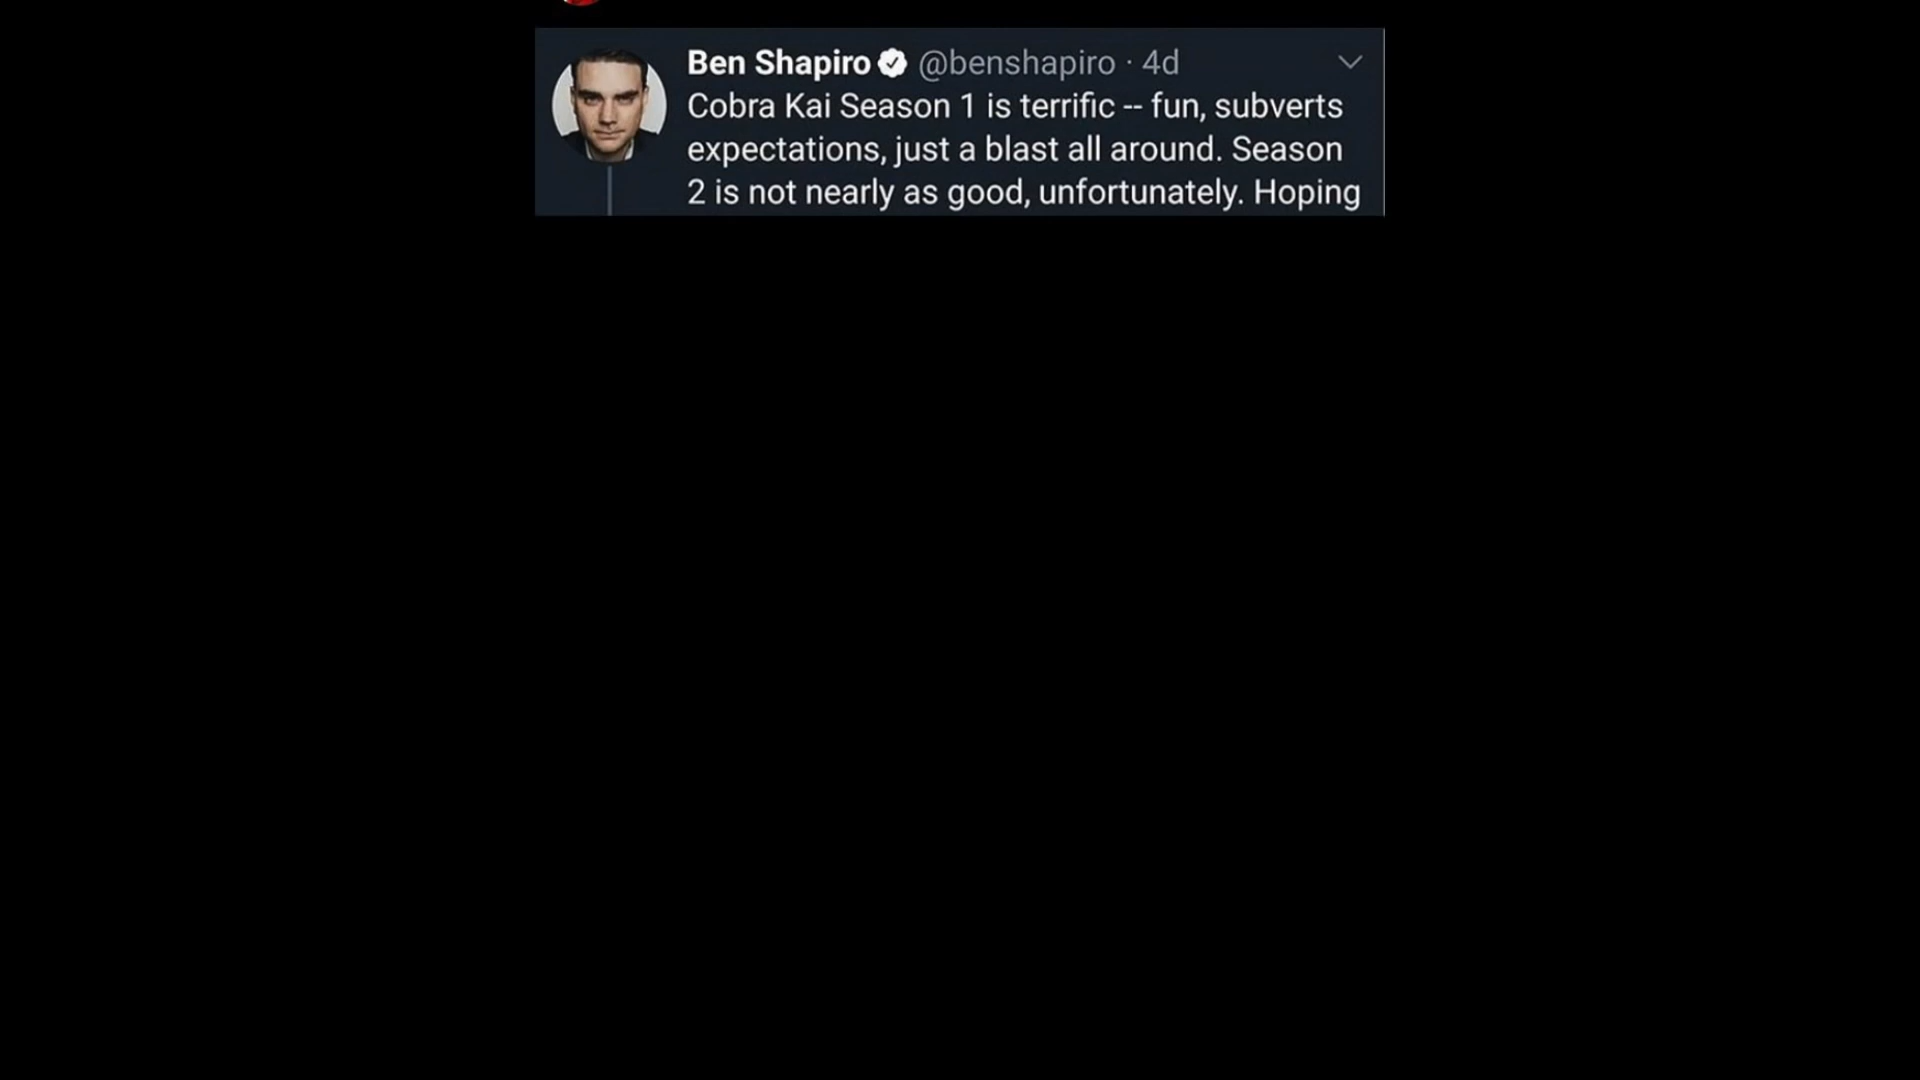 Ben Shapiro @benshapiro · 4d
Cobra Kai Season 1 is terrific -- fun, subverts
expectations, just a blast all around. Season
2 is not nearly as good, unfortunately. Hoping